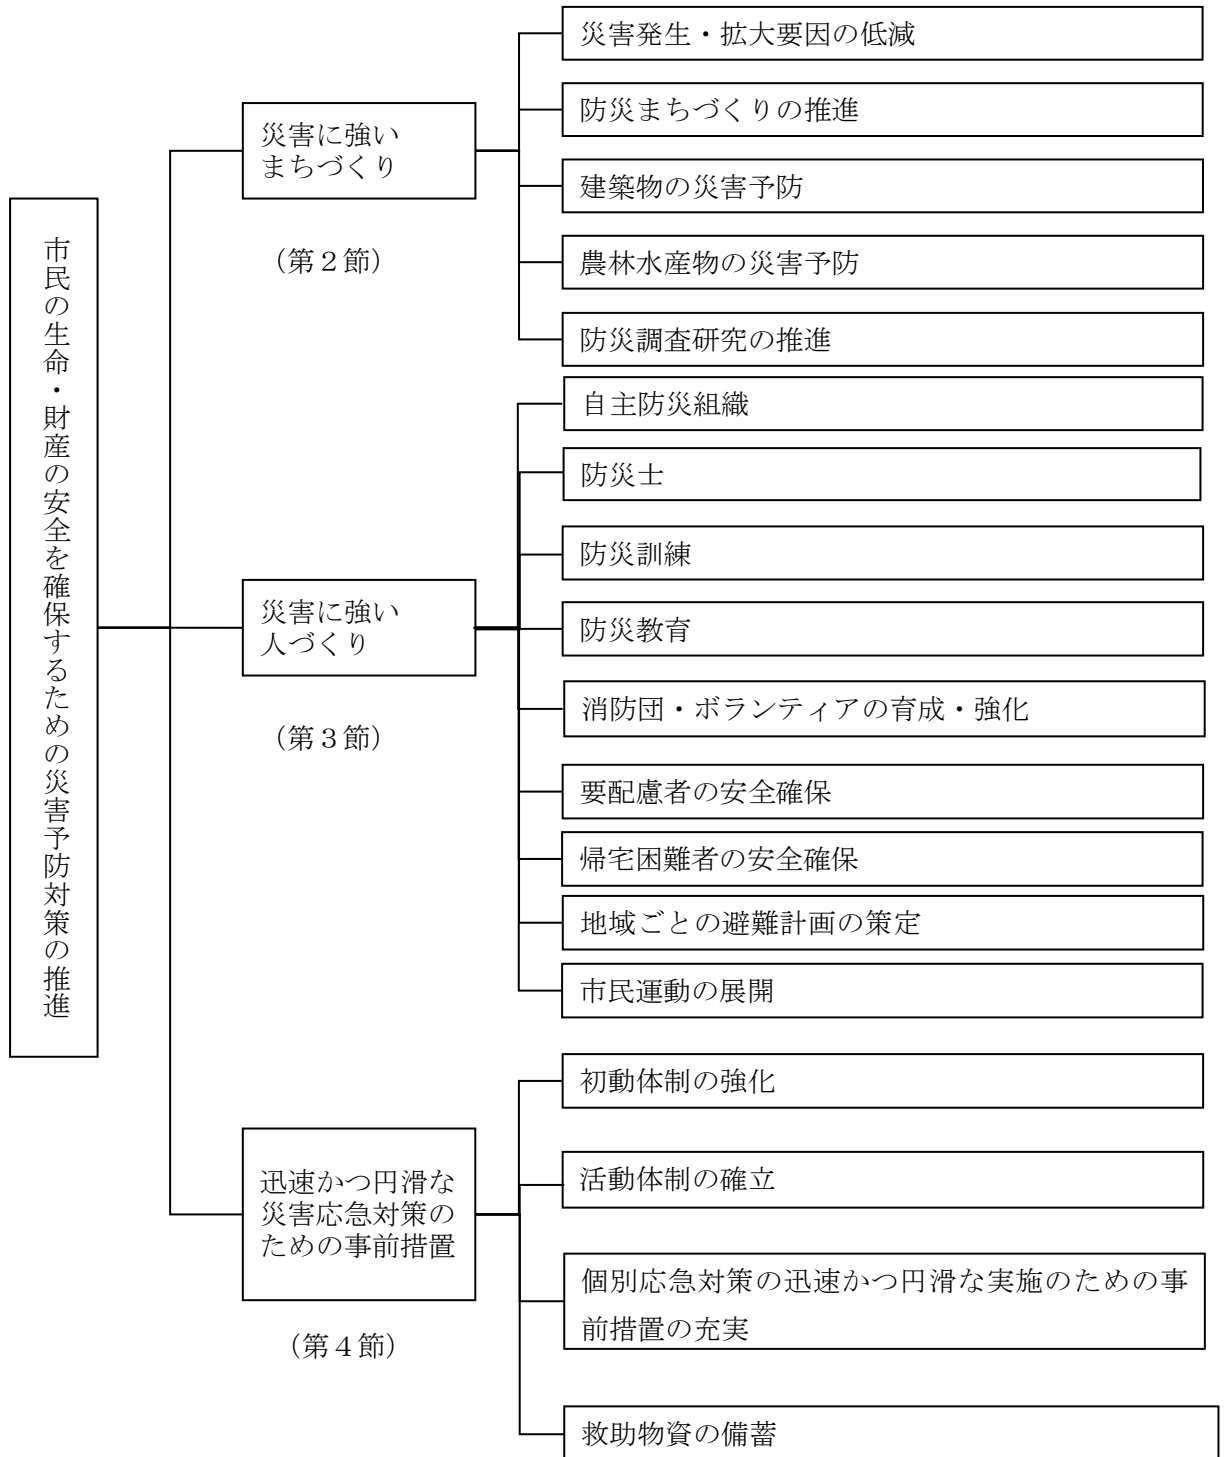 市民の生命・財産の安全を確保するための災害予防対策の推進
災害に強い
まちづくり
（第２節）
災害発生・拡大要因の低減
防災まちづくりの推進
建築物の災害予防
農林水産物の災害予防
防災調査研究の推進
災害に強い
人づくり
（第３節）
自主防災組織
防災士
防災訓練
防災教育
消防団・ボランティアの育成・強化
要配慮者の安全確保
帰宅困難者の安全確保
地域ごとの避難計画の策定
市民運動の展開
迅速かつ円滑な
災害応急対策の
ための事前措置
（第４節）
初動体制の強化
活動体制の確立
個別応急対策の迅速かつ円滑な実施のための事
前措置の充実
救助物資の備蓄